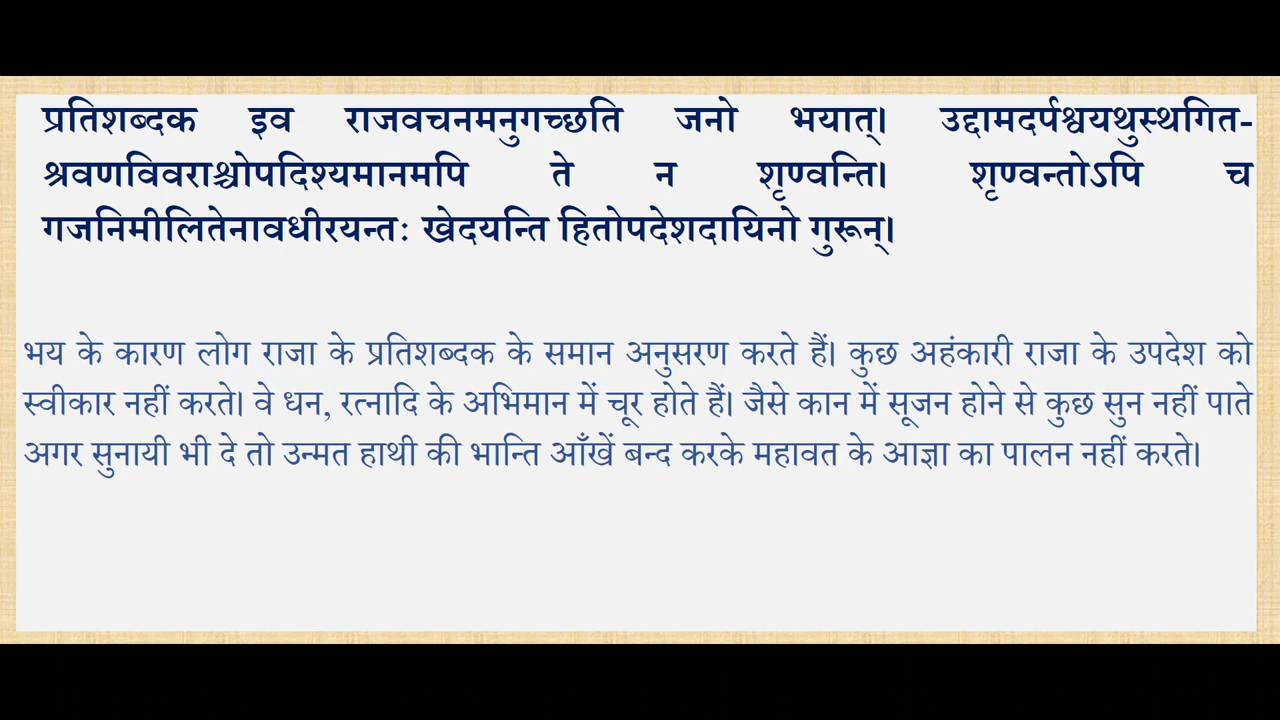 प्रतिशब्दक इव राजवचनमनुगच्छति जनो भयात्। उद्दामदर्पश्वयथुस्थगित-
श्रवणविवराश्चोपदिश्यमानमपि ते न शृण्वन्ति। शृण्वन्तोऽपि च
गजनिमीलितेनावधीरयन्तः खेदयन्ति हितोपदेशदायिनो गुरून्।
भय के कारण लोग राजा के प्रतिशब्दक के समान अनुसरण करते हैं। कुछ अहंकारी राजा के उपदेश को
स्वीकार नहीं करते। वे धन, रत्नादि के अभिमान में चूर होते हैं। जैसे कान में सूजन होने से कुछ सुन नहीं पाते
अगर सुनायी भी दे तो उन्मत हाथी की भान्ति आँखें बन्द करके महावत के आज्ञा का पालन नहीं करते।